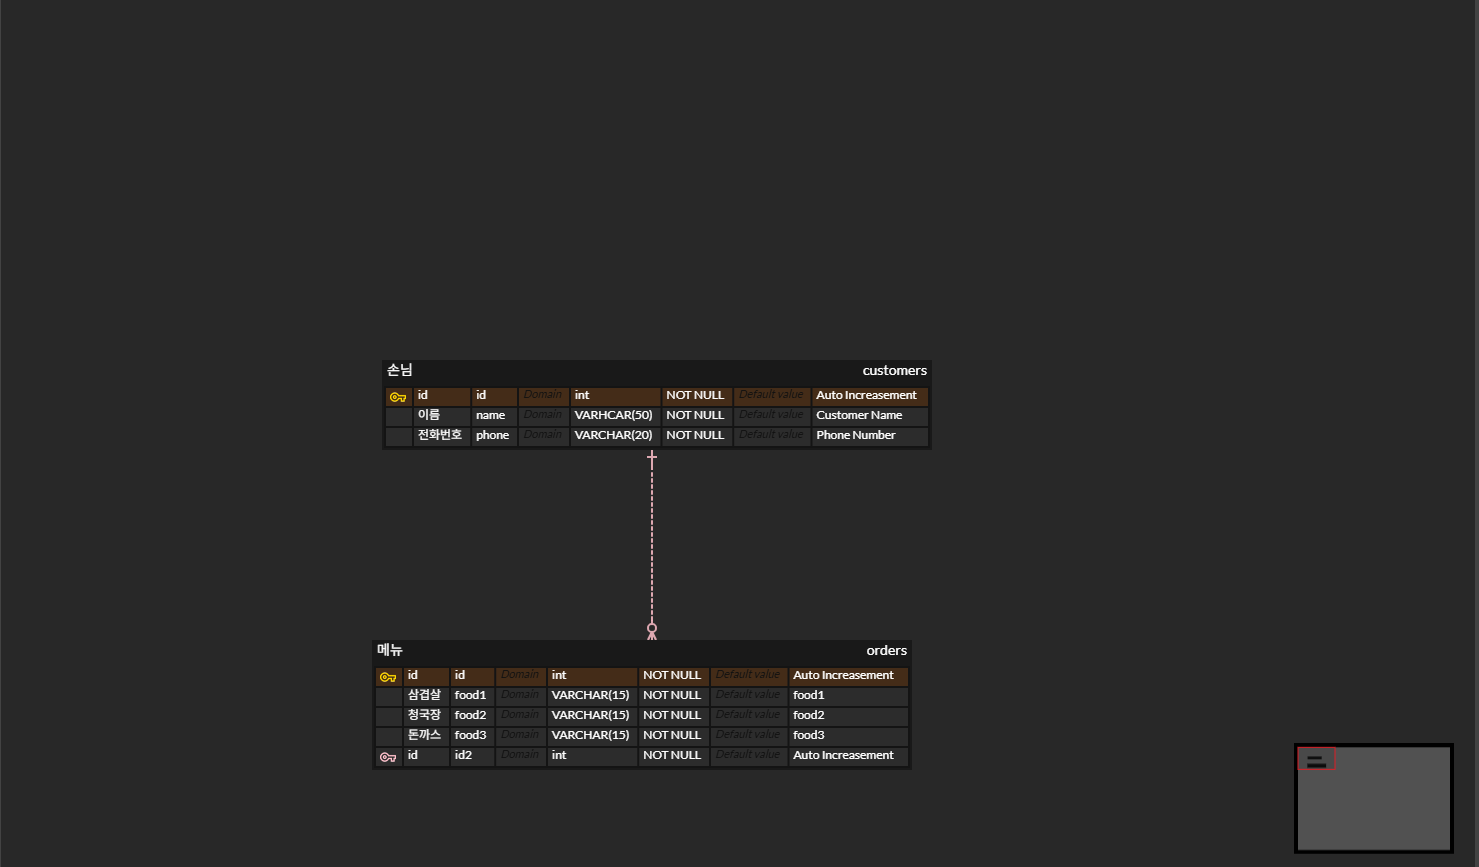 손님 customers
id id Domain int NOT NULL Default value Auto Increasement
이름 name Domain VARHCAR(50) NOT NULL Default value Customer Name
전화번호 phone Domain VARCHAR(20) NOT NULL Default value Phone Number
메뉴 orders
id id Domain int NOT NULL Default value Auto Increasement
삼겹살 food1 Domain VARCHAR(15) NOT NULL Default value food1
청국장 food2 Domain VARCHAR(15) NOT NULL Default value food2
돈까스 food3 Domain VARCHAR(15) NOT NULL Default value food3
id id2 Domain int NOT NULL Default value Auto Increasement